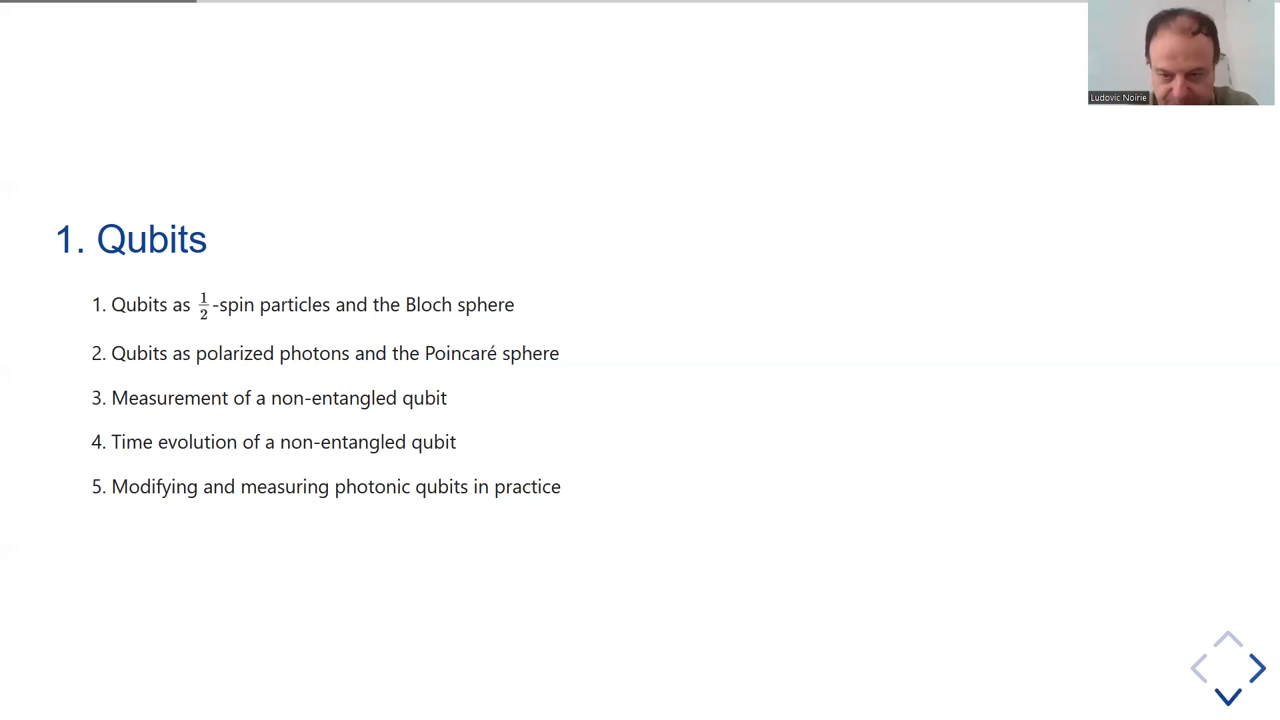 Ludovic Noirie
1. Qubits
1. Qubits as 1/2-spin particles and the Bloch sphere
2. Qubits as polarized photons and the Poincaré sphere
3. Measurement of a non-entangled qubit
4. Time evolution of a non-entangled qubit
5. Modifying and measuring photonic qubits in practice